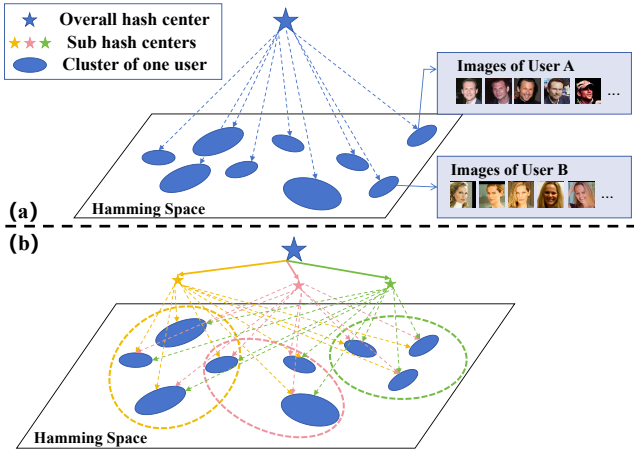 Overall hash center
Sub hash centers
Cluster of one user
Images of User A
...
Images of User B
...
Hamming Space
(a)
(b)
Hamming Space